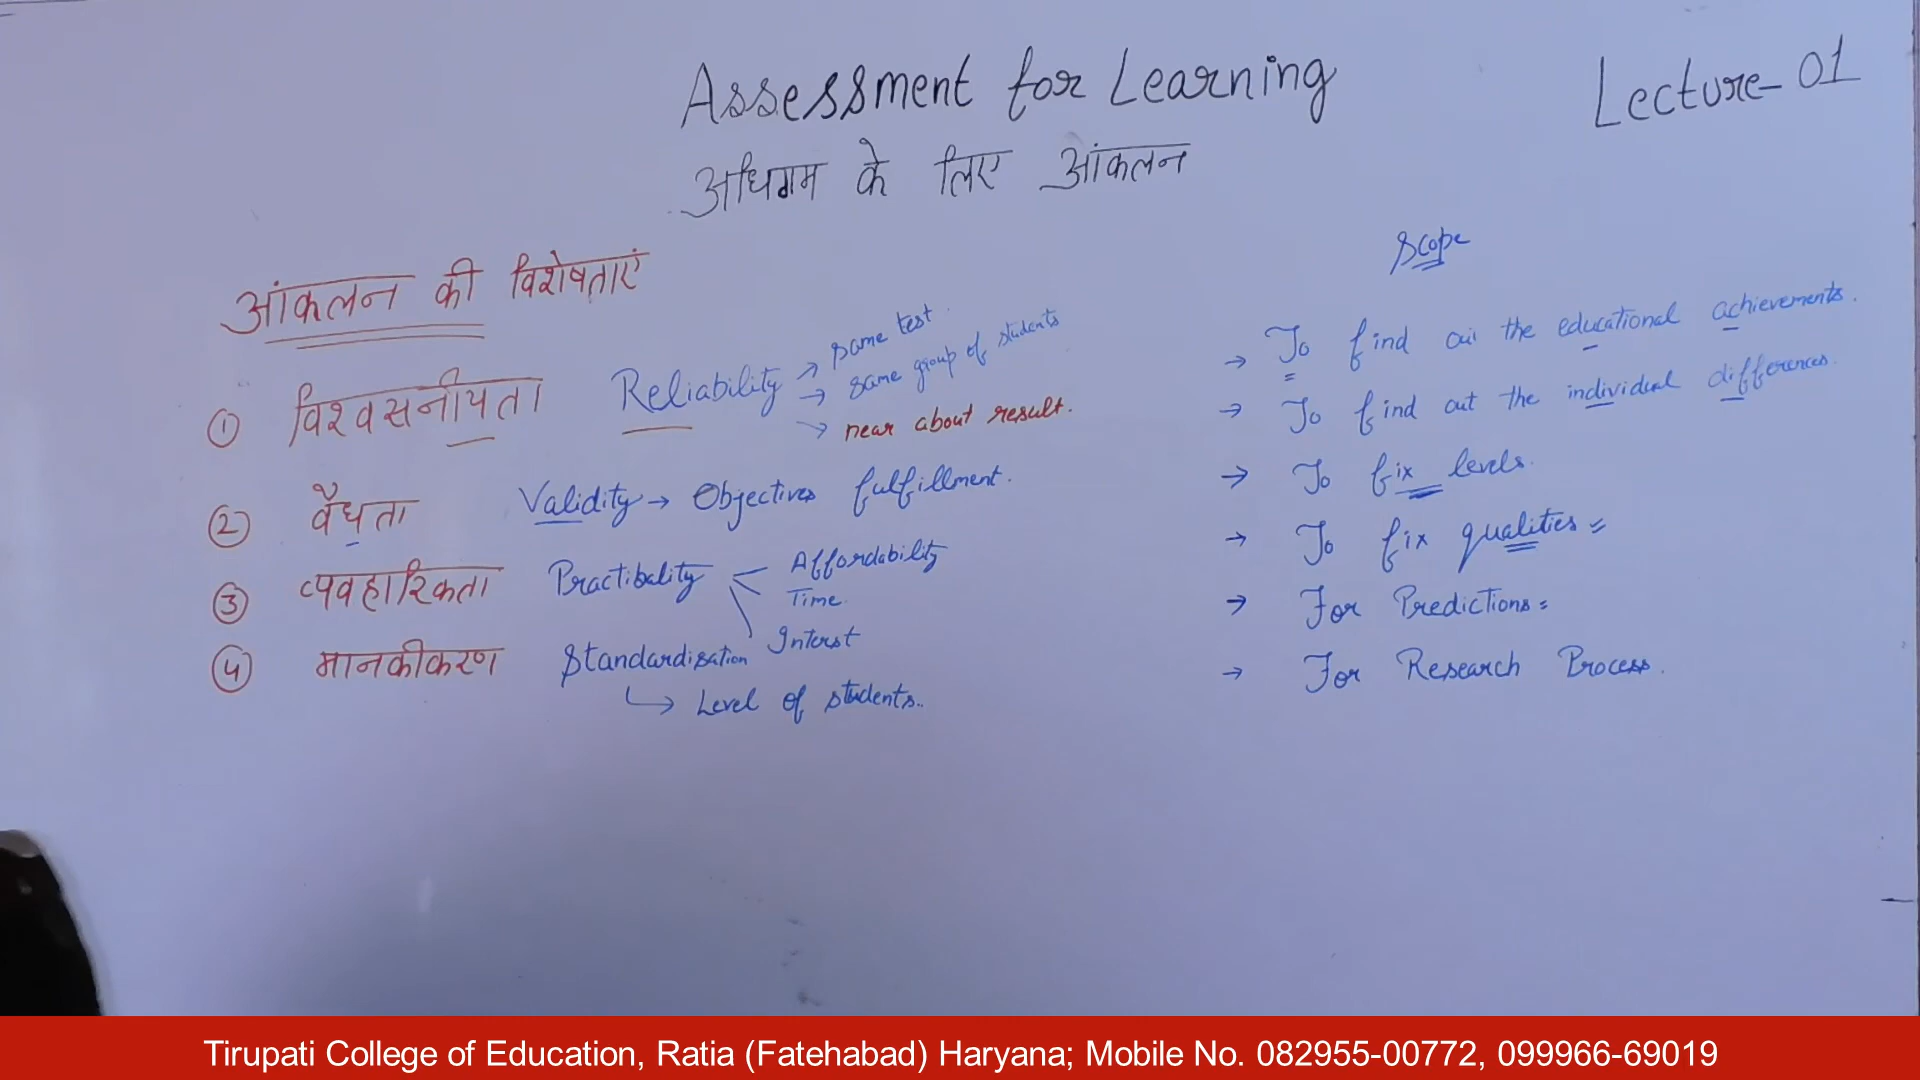 Assessment for Learning
Lecture-01
अधिगम के लिए आंकलन
आंकलन की विशेषताएं
① विश्वसनीयता Reliability → same test.
→ same group of students
→ near about result.
② वैधता Validity → Objectives fulfillment.
③ व्यवहारिकता Practibality Affordability
Time.
Interst
④ मानकीकरण Standardisation
↳ Level of students..
Scope
→ To find out the educational achievements.
→ To find out the individual differences.
→ To fix levels.
→ To fix qualities =
→ For Predictions =
→ For Research Process.
Tirupati College of Education, Ratia (Fatehabad) Haryana; Mobile No. 082955-00772, 099966-69019